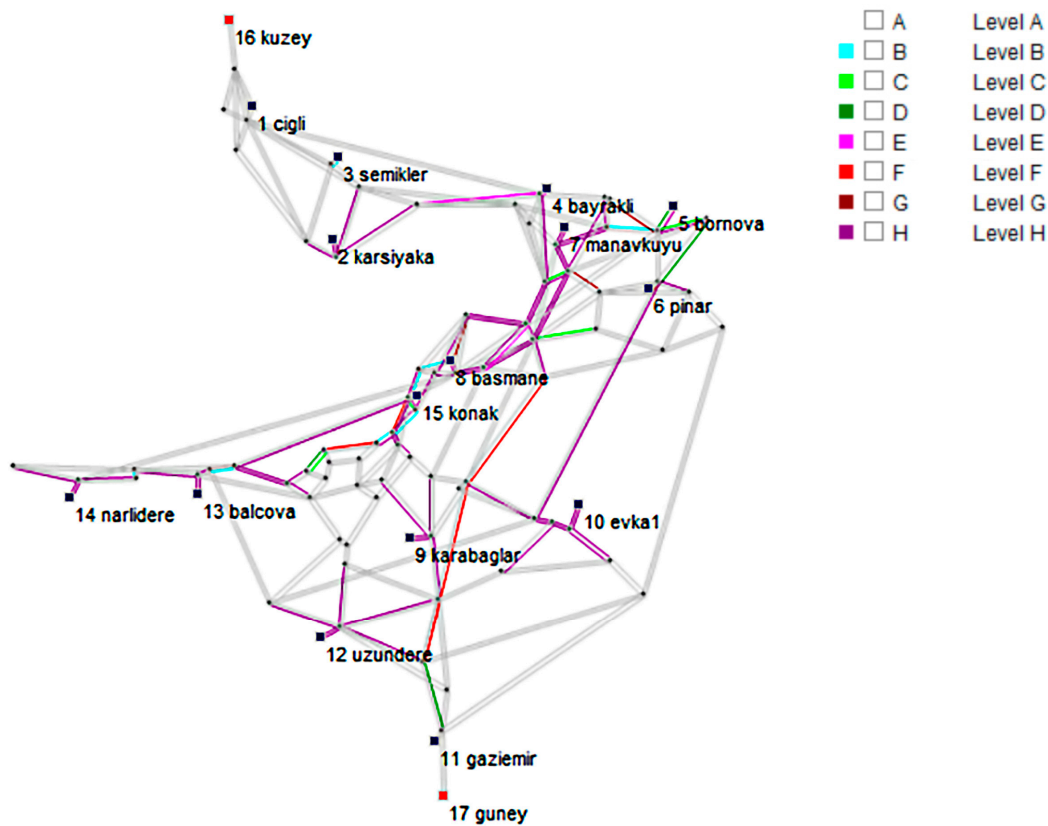 16 kuzey
1 cigli
3 semikler
2 karsiyaka
4 bayrakli
5 bornova
7 manavkuyu
6 pinar
8 basmane
15 konak
14 narlidere
13 balcova
10 evka1
9 karabaglar
12 uzundere
11 gaziemir
17 guney
A Level A
B Level B
C Level C
D Level D
E Level E
F Level F
G Level G
H Level H